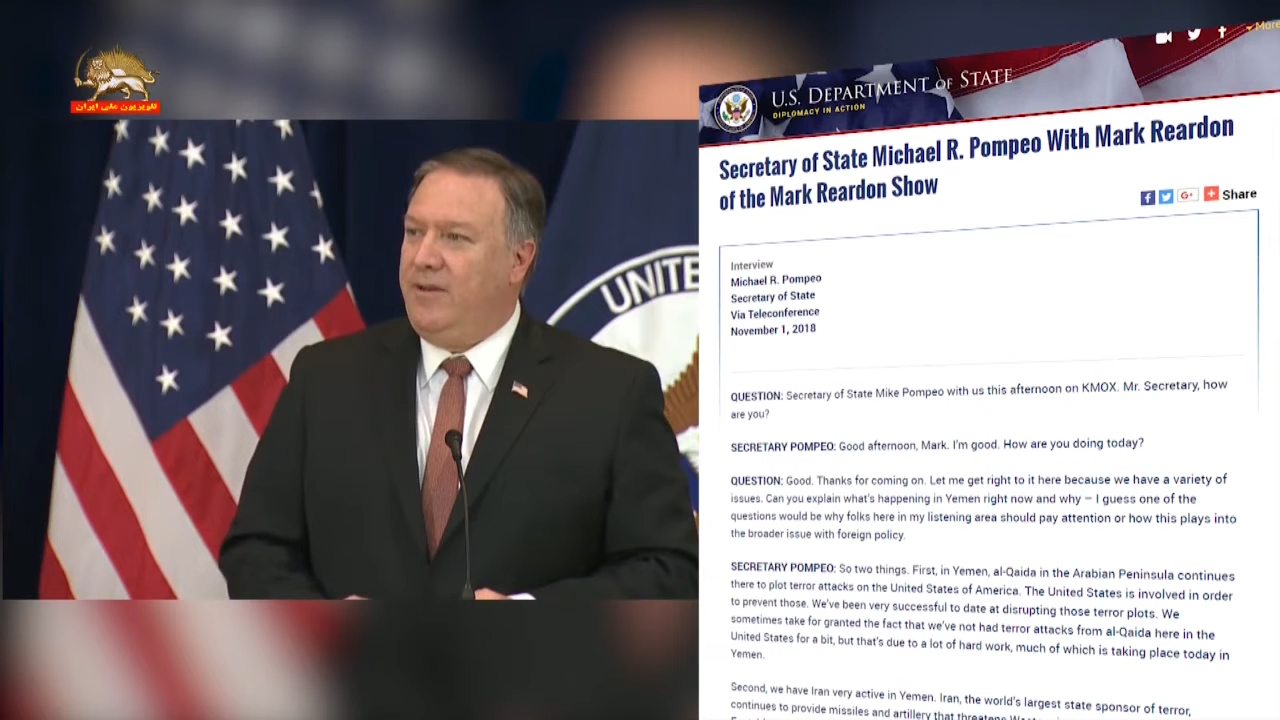 تلویزیون ملی ایران
UNITE
More
U.S. DEPARTMENT OF STATE
DIPLOMACY IN ACTION
Secretary of State Michael R. Pompeo With Mark Reardon
of the Mark Reardon Show
Share
Interview
Michael R. Pompeo
Secretary of State
Via Teleconference
November 1, 2018
QUESTION: Secretary of State Mike Pompeo with us this afternoon on KMOX. Mr. Secretary, how
are you?
SECRETARY POMPEO: Good afternoon, Mark. I'm good. How are you doing today?
QUESTION: Good. Thanks for coming on. Let me get right to it here because we have a variety of
issues. Can you explain what's happening in Yemen right now and why – I guess one of the
questions would be why folks here in my listening area should pay attention or how this plays into
the broader issue with foreign policy.
SECRETARY POMPEO: So two things. First, in Yemen, al-Qaida in the Arabian Peninsula continues
there to plot terror attacks on the United States of America. The United States is involved in order
to prevent those. We've been very successful to date at disrupting those terror plots. We
sometimes take for granted the fact that we've not had terror attacks from al-Qaida here in the
United States for a bit, but that's due to a lot of hard work, much of which is taking place today in
Yemen.
Second, we have Iran very active in Yemen. Iran, the world's largest state sponsor of terror,
continues to provide missiles and artillery that threatens